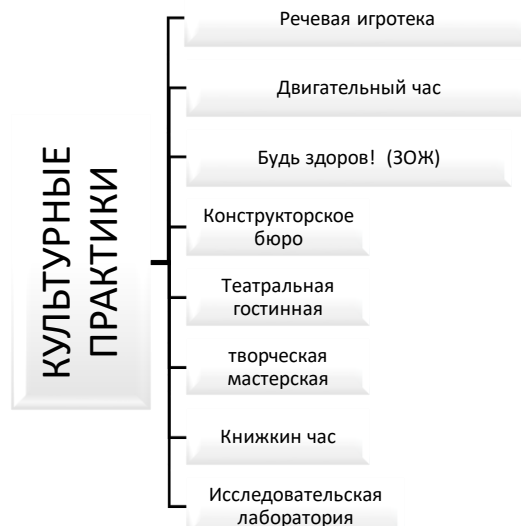 КУЛЬТУРНЫЕ
ПРАКТИКИ
Речевая игротека
Двигательный час
Будь здоров! (ЗОЖ)
Конструкторское
бюро
Театральная
гостинная
творческая
мастерская
Книжкин час
Исследовательская
лаборатория